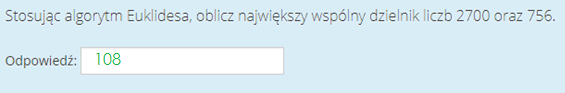 Stosując algorytm Euklidesa, oblicz największy wspólny dzielnik liczb 2700 oraz 756.
Odpowiedź: 108